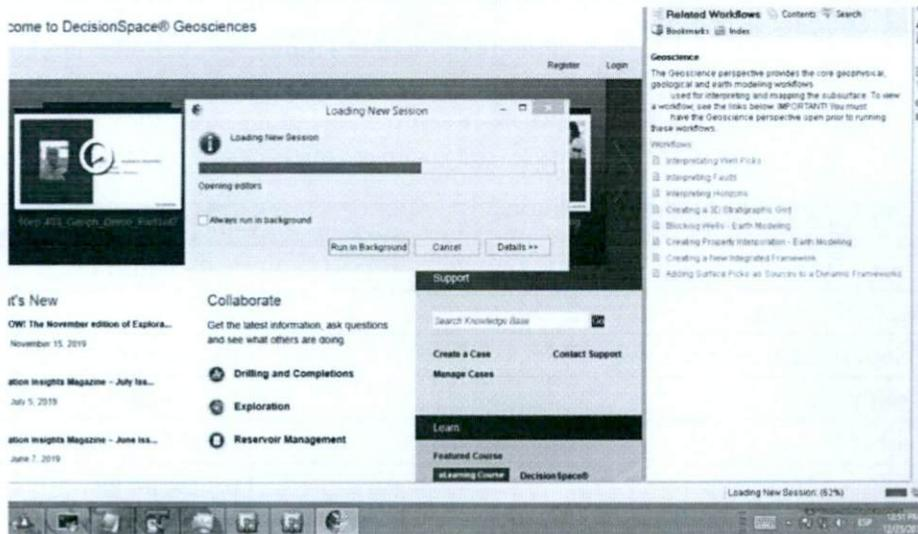 come to DecisionSpace® Geosciences
Register Login
Loading New Session
Loading New Session
Opening editors
Always run in background
Run in Background Cancel Details >>
Support
Search Knowledge Base Go
Create a Case Contact Support
Manage Cases
Learn
Featured Course
eLearning Course DecisionSpace®
it's New
OW! The November edition of Explora...
November 15, 2019
ation Insights Magazine – July Iss...
July 5, 2019
ation Insights Magazine – June Iss...
June 7, 2019
Collaborate
Get the latest information, ask questions
and see what others are doing.
Drilling and Completions
Exploration
Reservoir Management
Related Workflows Contents Search
Bookmarks Index
Geoscience
The Geoscience perspective provides the core geophysical,
geological and earth modeling workflows
used for interpreting and mapping the subsurface. To view
a workflow, see the links below. IMPORTANT! You must
have the Geoscience perspective open prior to running
these workflows.
Workflows
Interpretating Well Picks
Interpreting Faults
Interpreting Horizons
Creating a 3D Stratigraphic Grid
Blocking Wells - Earth Modeling
Creating Property Interpolation - Earth Modeling
Creating a New Integrated Framework
Adding Surface Picks as Sources to a Dynamic Frameworks
Loading New Session: (62%)
ESP
12:51 PM